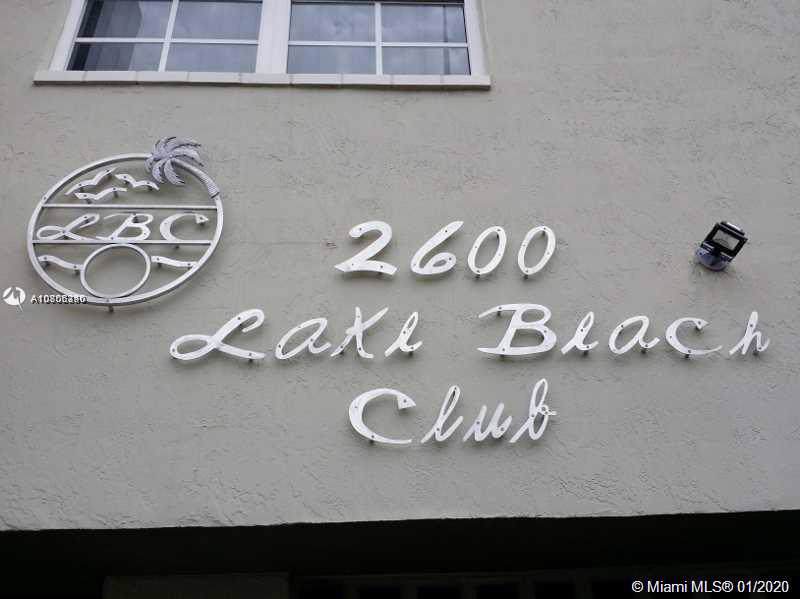 LBC
2600
Lake Beach
Club
© Miami MLS® 01/2020